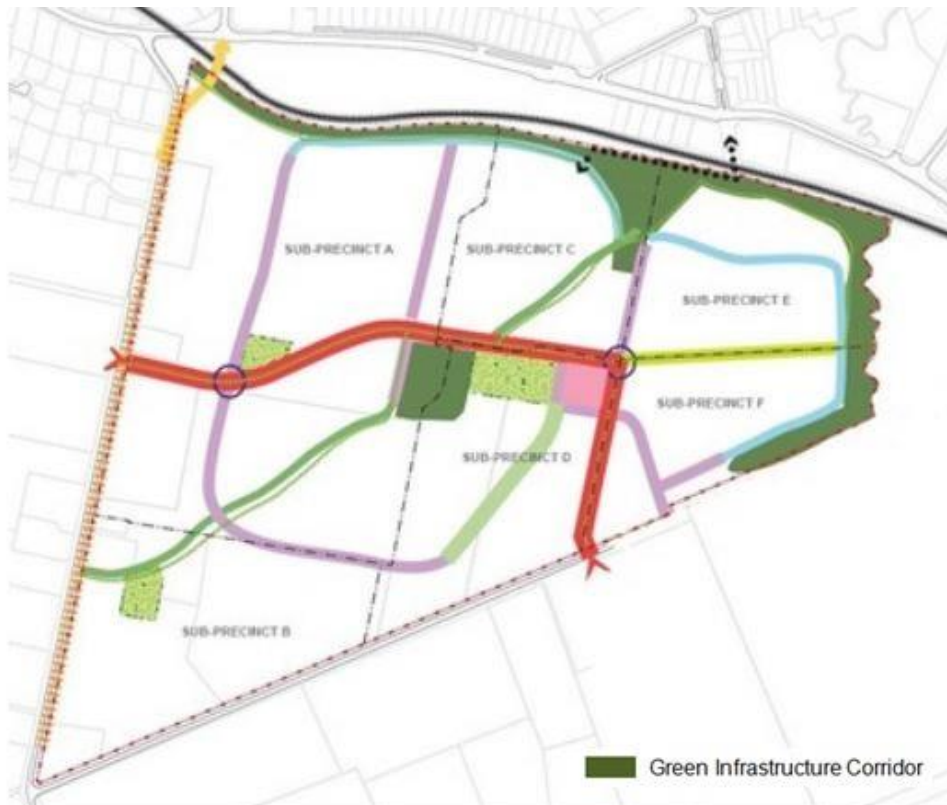 SUB-PRECINCT A
SUB-PRECINCT C
SUB-PRECINCT E
SUB-PRECINCT F
SUB-PRECINCT D
SUB-PRECINCT B
Green Infrastructure Corridor